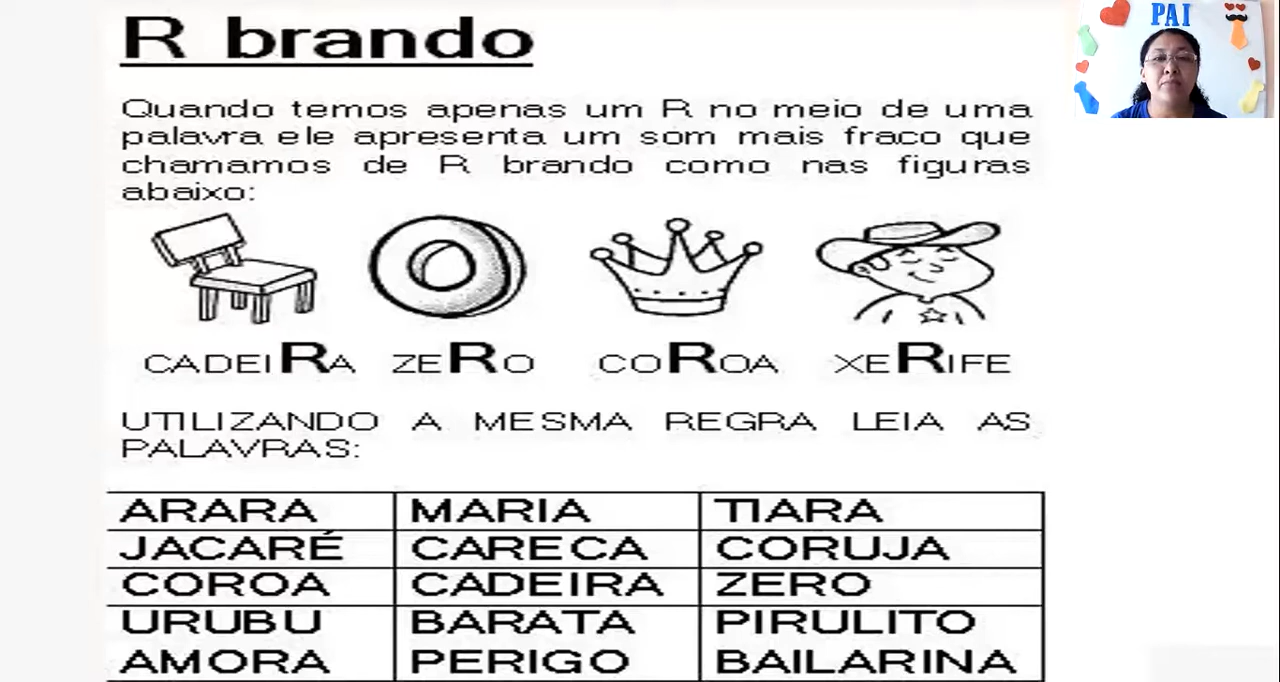 R brando
PAI
Quando temos apenas um R no meio de uma
palavra ele apresenta um som mais fraco que
chamamos de R brando como nas figuras
abaixo:
CADEIRA ZERO COROA XERIFE
UTILIZANDO A MESMA REGRA LEIA AS
PALAVRAS:
ARARA MARIA TIARA
JACARÉ CARECA CORUJA
COROA CADEIRA ZERO
URUBU BARATA PIRULITO
AMORA PERIGO BAILARINA